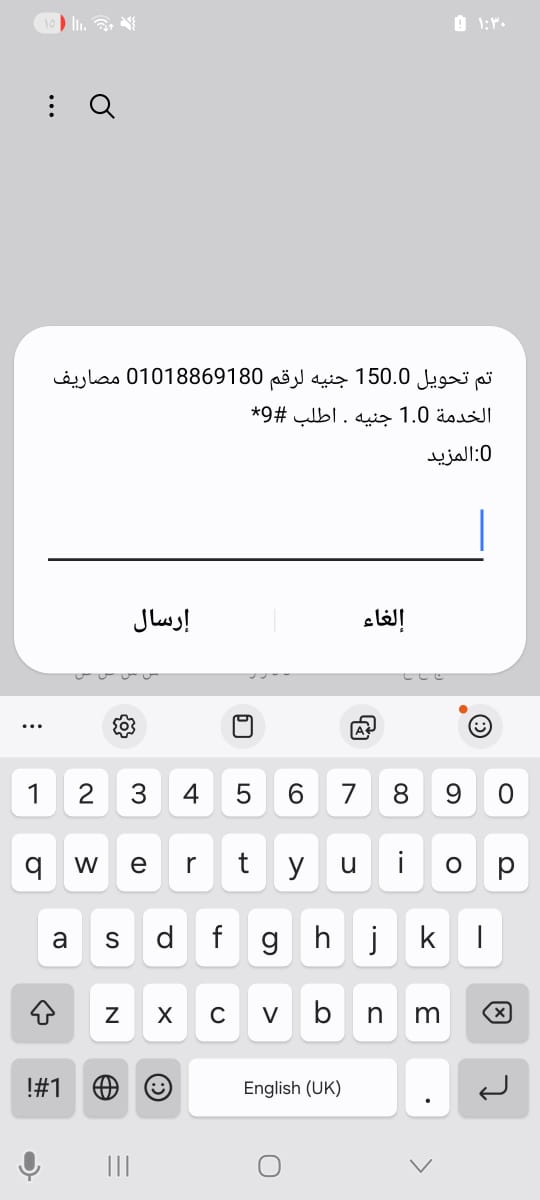 ١٥
١:٣٠
تم تحويل 150.0 جنيه لرقم 01018869180 مصاريف
الخدمة 1.0 جنيه . اطلب #9*
0:المزيد
إلغاء
إرسال
1 2 3 4 5 6 7 8 9 0
q w e r t y u i o p
a s d f g h j k l
z x c v b n m
!#1 English (UK) .